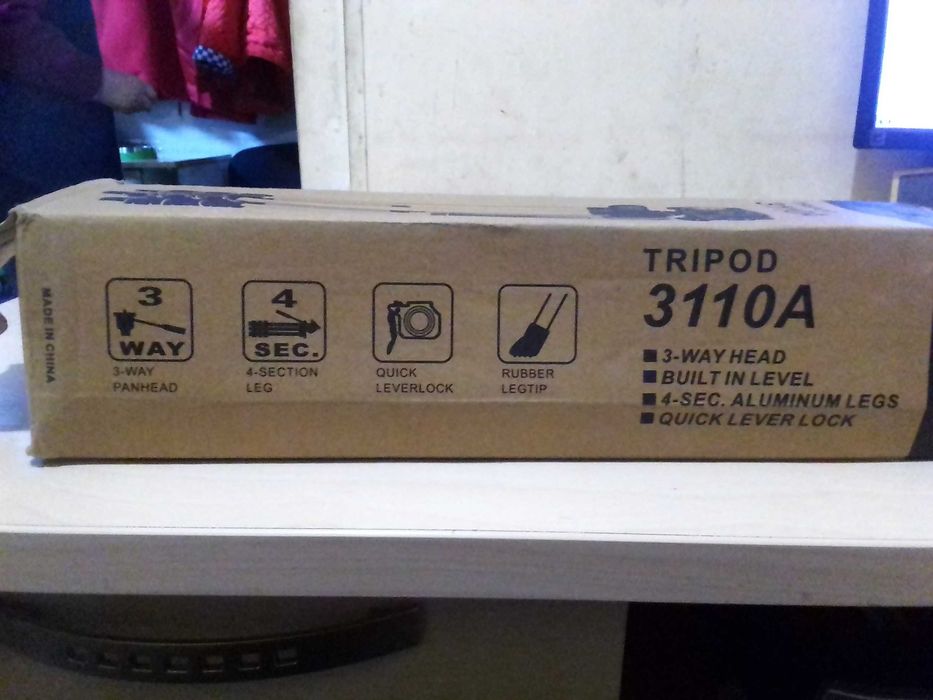 MADE IN CHINA
3
WAY
3-WAY
PANHEAD
4
SEC.
4-SECTION
LEG
QUICK
LEVERLOCK
RUBBER
LEGTIP
TRIPOD
3110A
3-WAY HEAD
BUILT IN LEVEL
4-SEC. ALUMINUM LEGS
QUICK LEVER LOCK